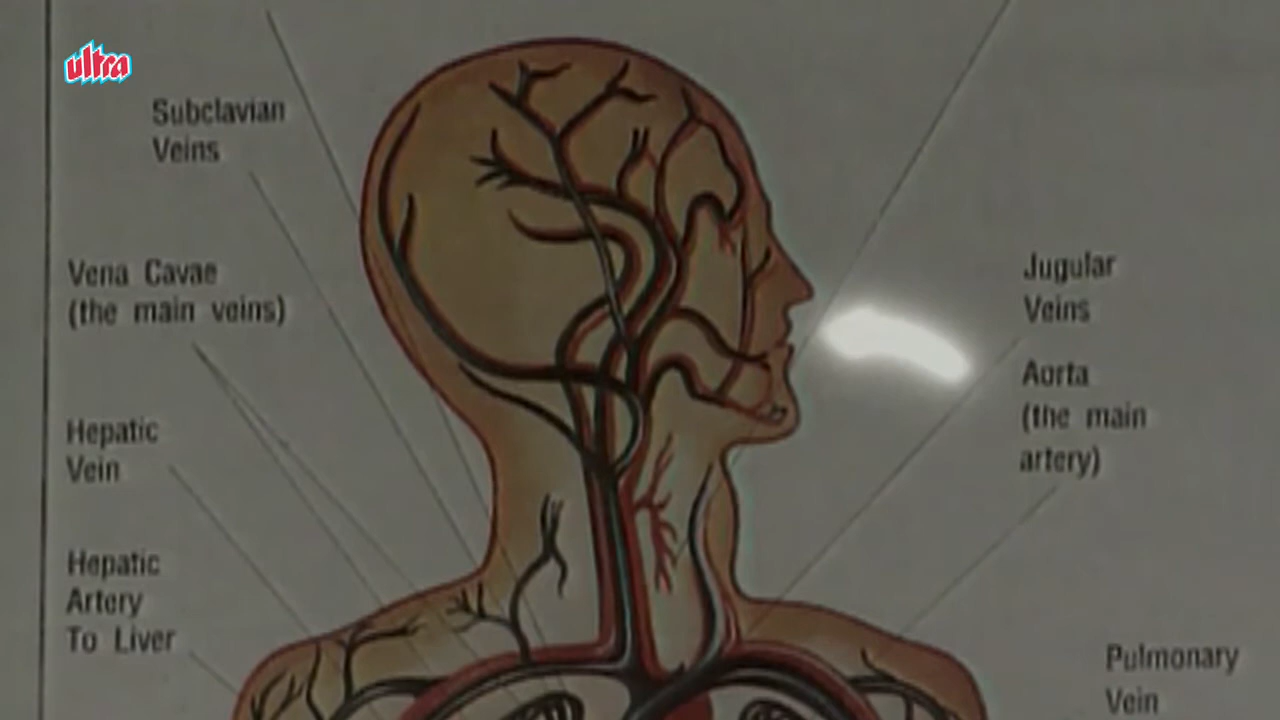 ultra
Subclavian
Veins
Vena Cavae
(the main veins)
Hepatic
Vein
Hepatic
Artery
To Liver
Jugular
Veins
Aorta
(the main
artery)
Pulmonary
Vein